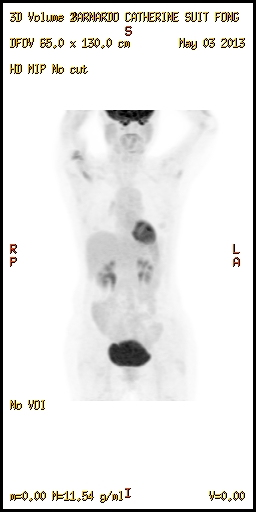 3D Volume 2BARNARDO CATHERINE SUIT FONG
S
DFOV 65.0 x 130.0 cm May 03 2013
HD MIP No cut
R L
P A
No VOI
m=0.00 M=11.54 g/ml I V=0.00